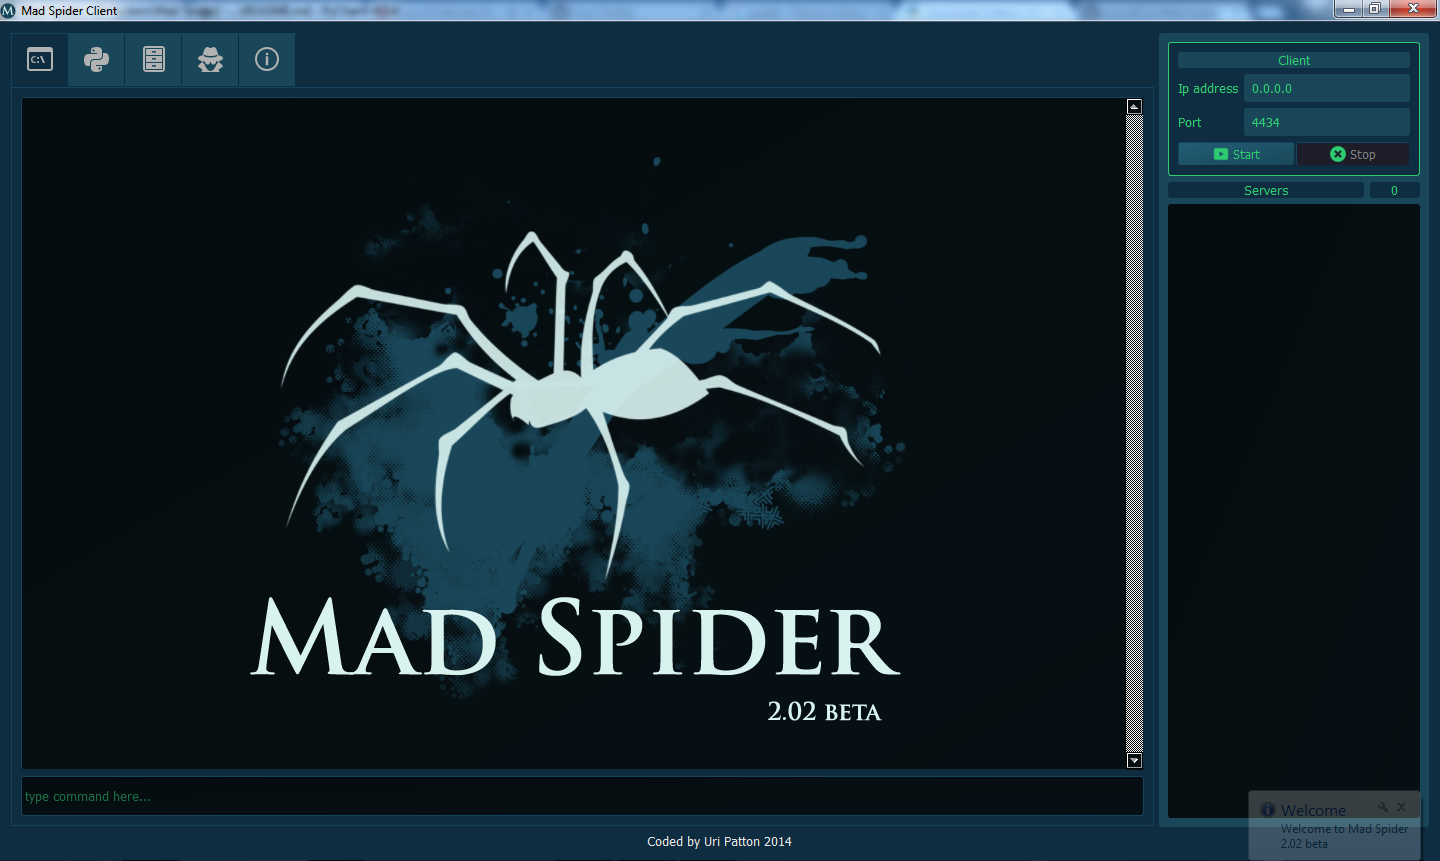 Mad Spider Client
C:\
Client
Ip address 0.0.0.0
Port 4434
Start Stop
Servers 0
MAD SPIDER
2.02 BETA
type command here...
Welcome
Welcome to Mad Spider
2.02 beta
Coded by Uri Patton 2014